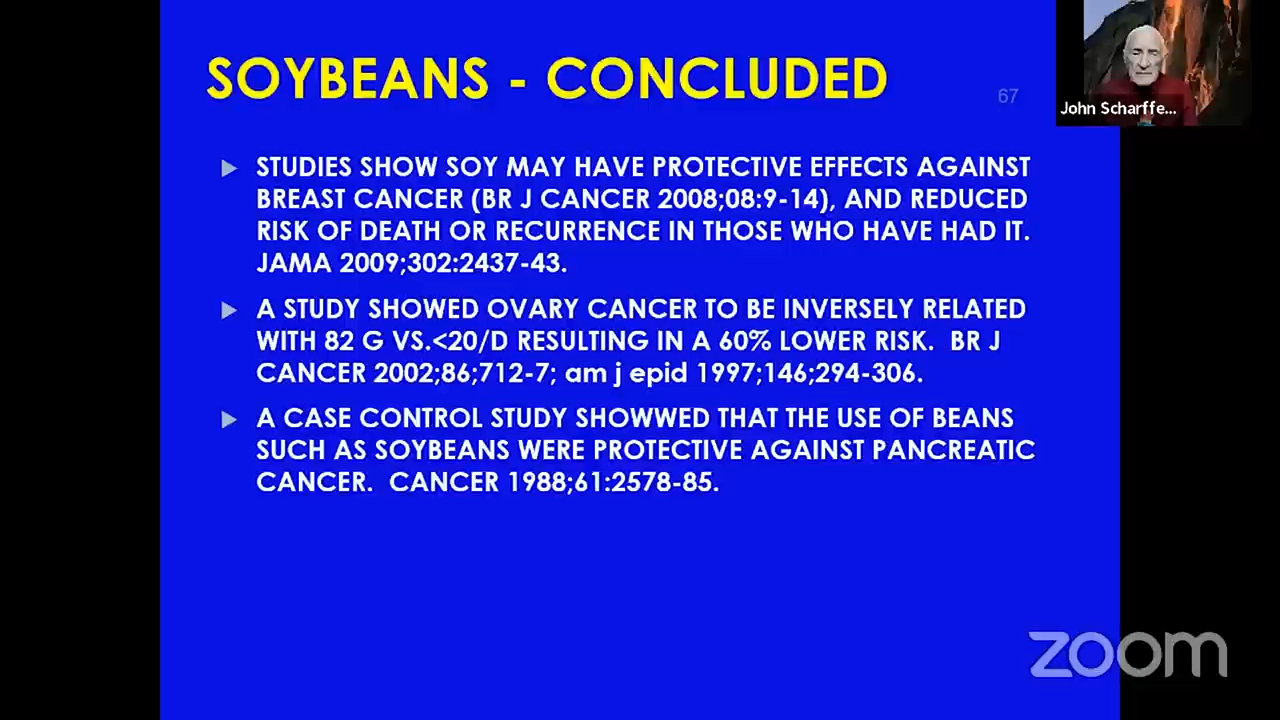 SOYBEANS - CONCLUDED
67
John Scharffe...
STUDIES SHOW SOY MAY HAVE PROTECTIVE EFFECTS AGAINST
BREAST CANCER (BR J CANCER 2008;08:9-14), AND REDUCED
RISK OF DEATH OR RECURRENCE IN THOSE WHO HAVE HAD IT.
JAMA 2009;302:2437-43.
A STUDY SHOWED OVARY CANCER TO BE INVERSELY RELATED
WITH 82 G VS.<20/D RESULTING IN A 60% LOWER RISK. BR J
CANCER 2002;86;712-7; am j epid 1997;146;294-306.
A CASE CONTROL STUDY SHOWWED THAT THE USE OF BEANS
SUCH AS SOYBEANS WERE PROTECTIVE AGAINST PANCREATIC
CANCER. CANCER 1988;61:2578-85.
zoom